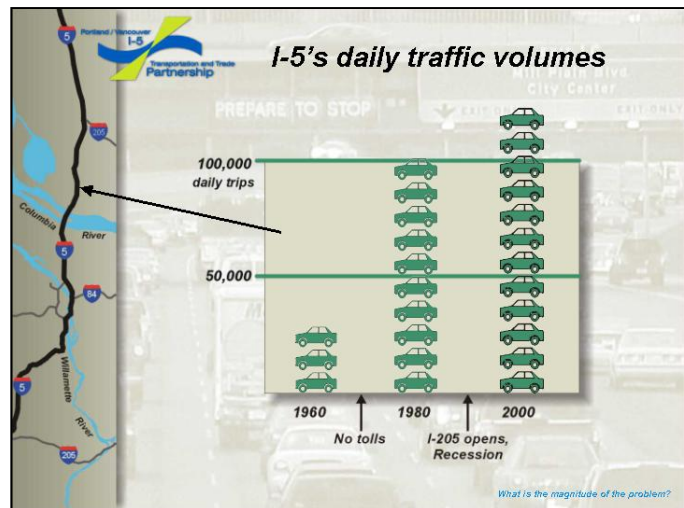 Portland / Vancouver
I-5
Transportation and Trade
Partnership
I-5's daily traffic volumes
Mill Plain Blvd.
City Center
PREPARE TO STOP
EXIT ONLY
EXIT-ONLY
5
205
Columbia
River
5
84
Willamette
River
5
205
100,000
daily trips
50,000
1960
1980
2000
No tolls
I-205 opens,
Recession
What is the magnitude of the problem?